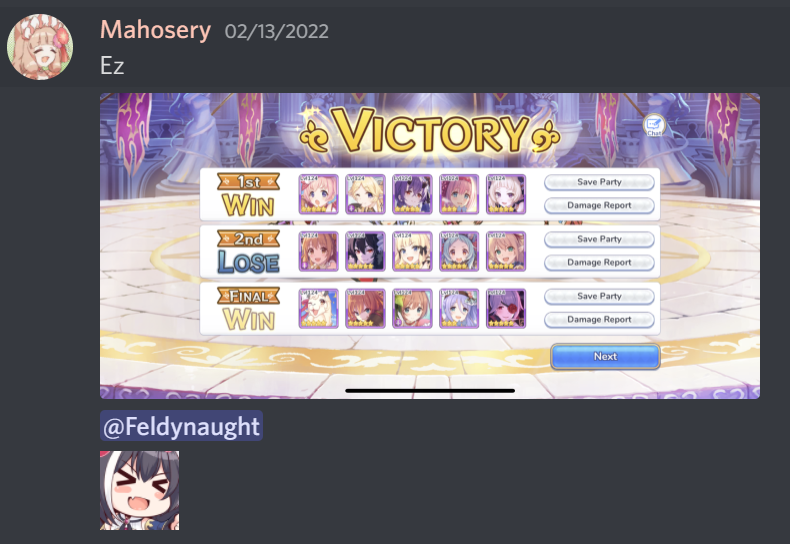 Mahosery 02/13/2022
Ez
VICTORY
Chat
1st
WIN
Save Party
Damage Report
2nd
LOSE
Save Party
Damage Report
FINAL
WIN
Save Party
Damage Report
Next
@Feldynaught